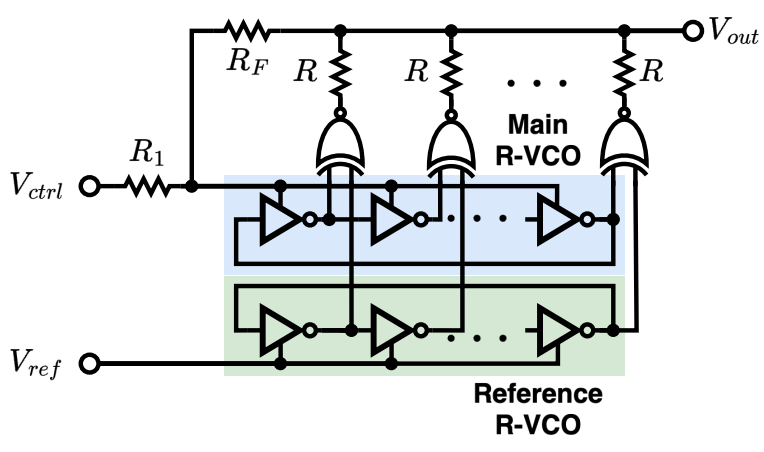 V_out
R_F
R
R
. . .
R
Main
R-VCO
R_1
V_ctrl
. . .
. . .
V_ref
Reference
R-VCO